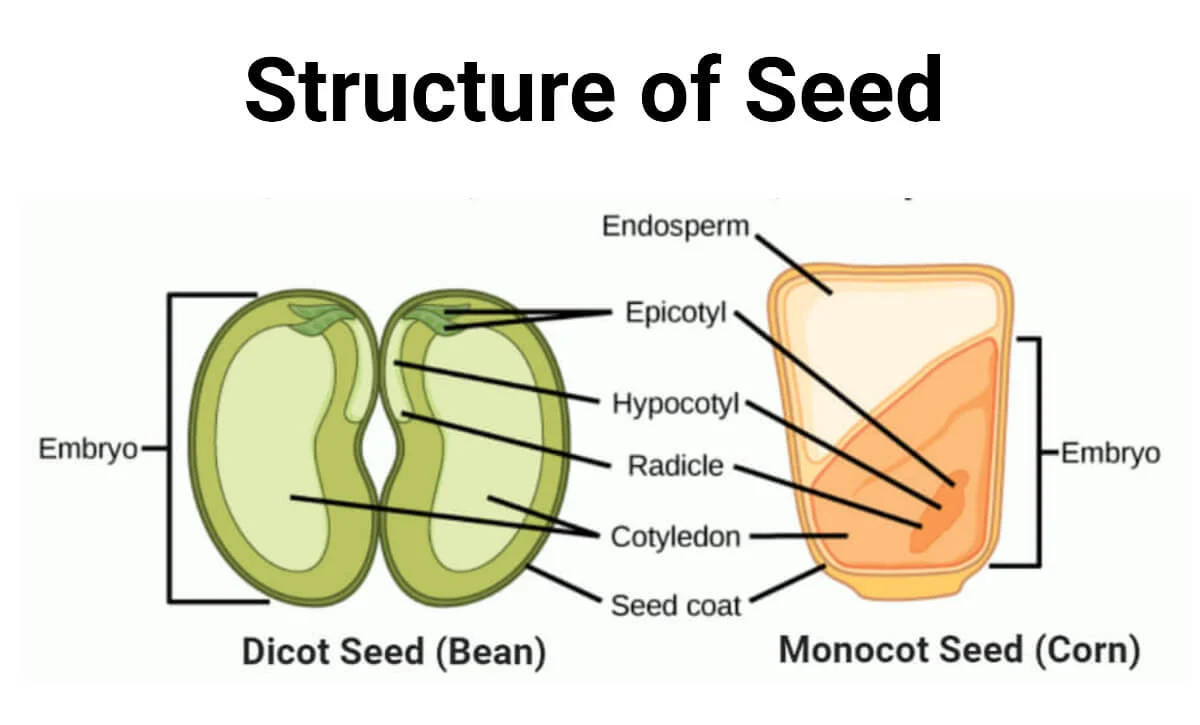 Structure of Seed
Endosperm
Epicotyl
Hypocotyl
Embryo
Radicle
Embryo
Cotyledon
Seed coat
Dicot Seed (Bean)
Monocot Seed (Corn)